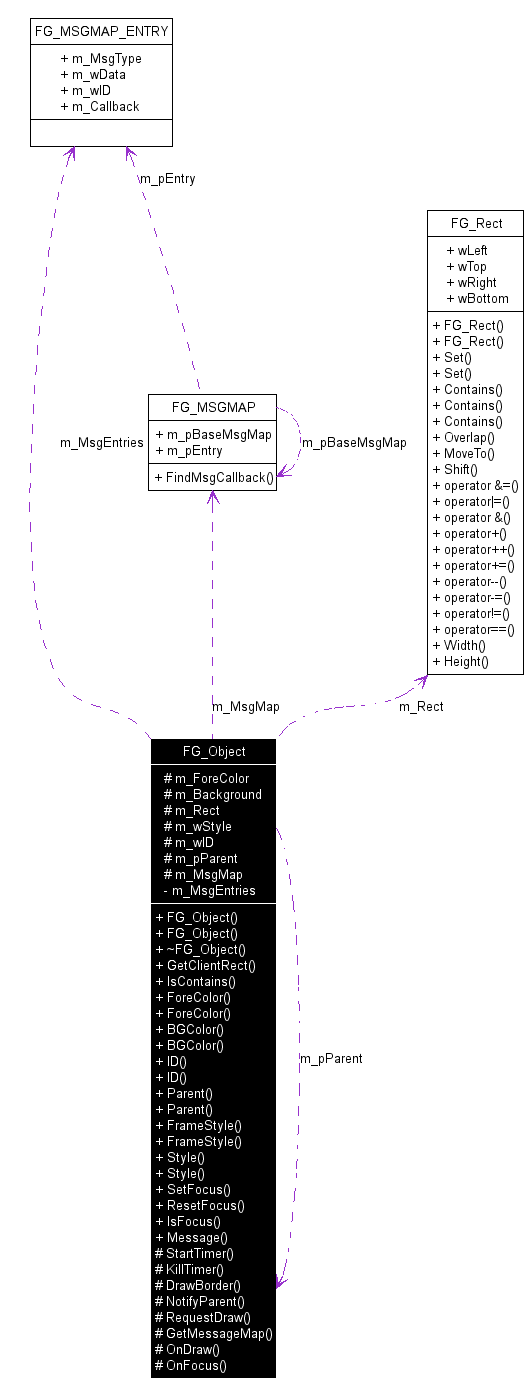 FG_MSGMAP_ENTRY
+ m_MsgType
+ m_wData
+ m_wID
+ m_Callback
m_pEntry
FG_Rect
+ wLeft
+ wTop
+ wRight
+ wBottom
+ FG_Rect()
+ FG_Rect()
+ Set()
+ Set()
+ Contains()
+ Contains()
+ Contains()
+ Overlap()
+ MoveTo()
+ Shift()
+ operator &=()
+ operator|=()
+ operator &()
+ operator+()
+ operator++()
+ operator+=()
+ operator--()
+ operator-=()
+ operator!=()
+ operator==()
+ Width()
+ Height()
FG_MSGMAP
+ m_pBaseMsgMap
+ m_pEntry
+ FindMsgCallback()
m_MsgEntries
m_pBaseMsgMap
m_MsgMap
m_Rect
FG_Object
# m_ForeColor
# m_Background
# m_Rect
# m_wStyle
# m_wID
# m_pParent
# m_MsgMap
- m_MsgEntries
+ FG_Object()
+ FG_Object()
+ ~FG_Object()
+ GetClientRect()
+ IsContains()
+ ForeColor()
+ ForeColor()
+ BGColor()
+ BGColor()
+ ID()
+ ID()
+ Parent()
+ Parent()
+ FrameStyle()
+ FrameStyle()
+ Style()
+ Style()
+ SetFocus()
+ ResetFocus()
+ IsFocus()
+ Message()
# StartTimer()
# KillTimer()
# DrawBorder()
# NotifyParent()
# RequestDraw()
# GetMessageMap()
# OnDraw()
# OnFocus()
m_pParent